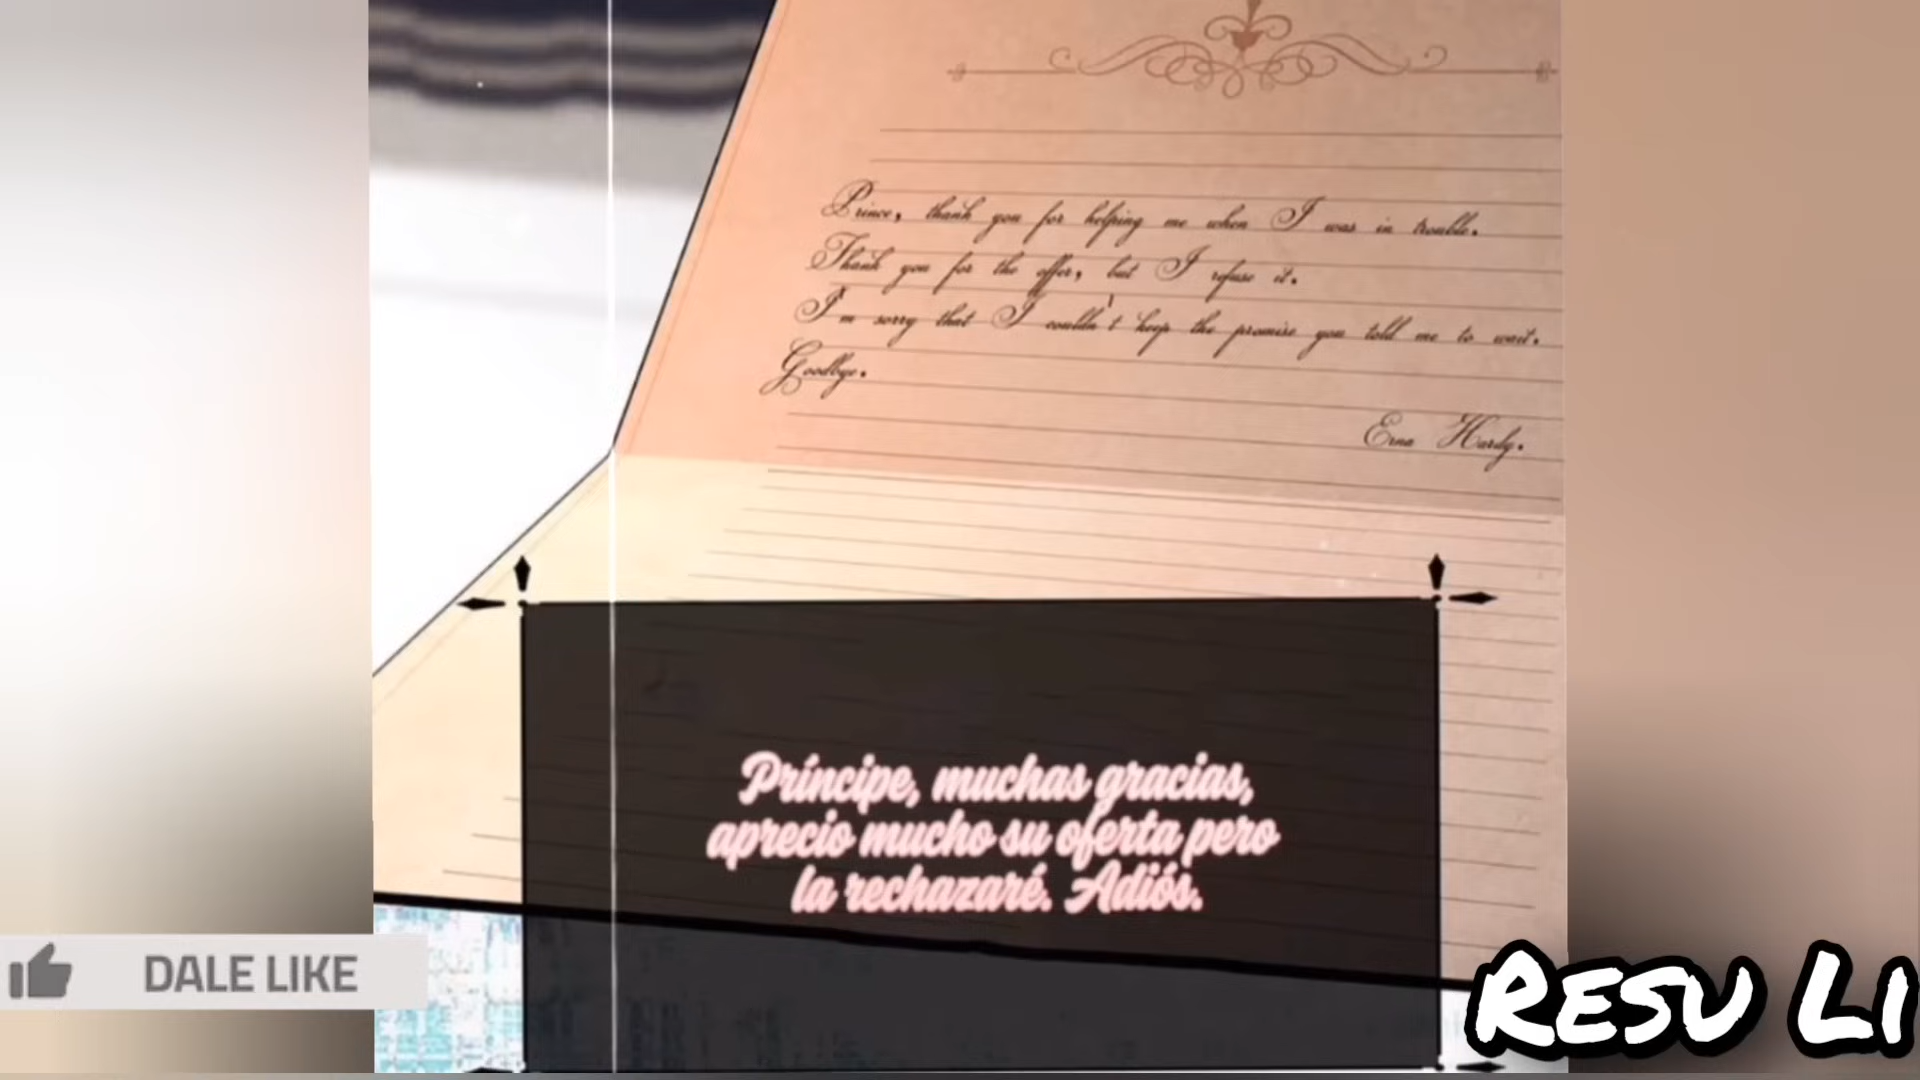 Prince, thank you for helping me when I was in trouble.
Thank you for the offer, but I refuse it.
I'm sorry that I couldn't keep the promise you told me to wait.
Goodbye.
Erna Hardy.
Príncipe, muchas gracias,
aprecio mucho su oferta pero
la rechazaré. Adiós.
DALE LIKE
RESU LI